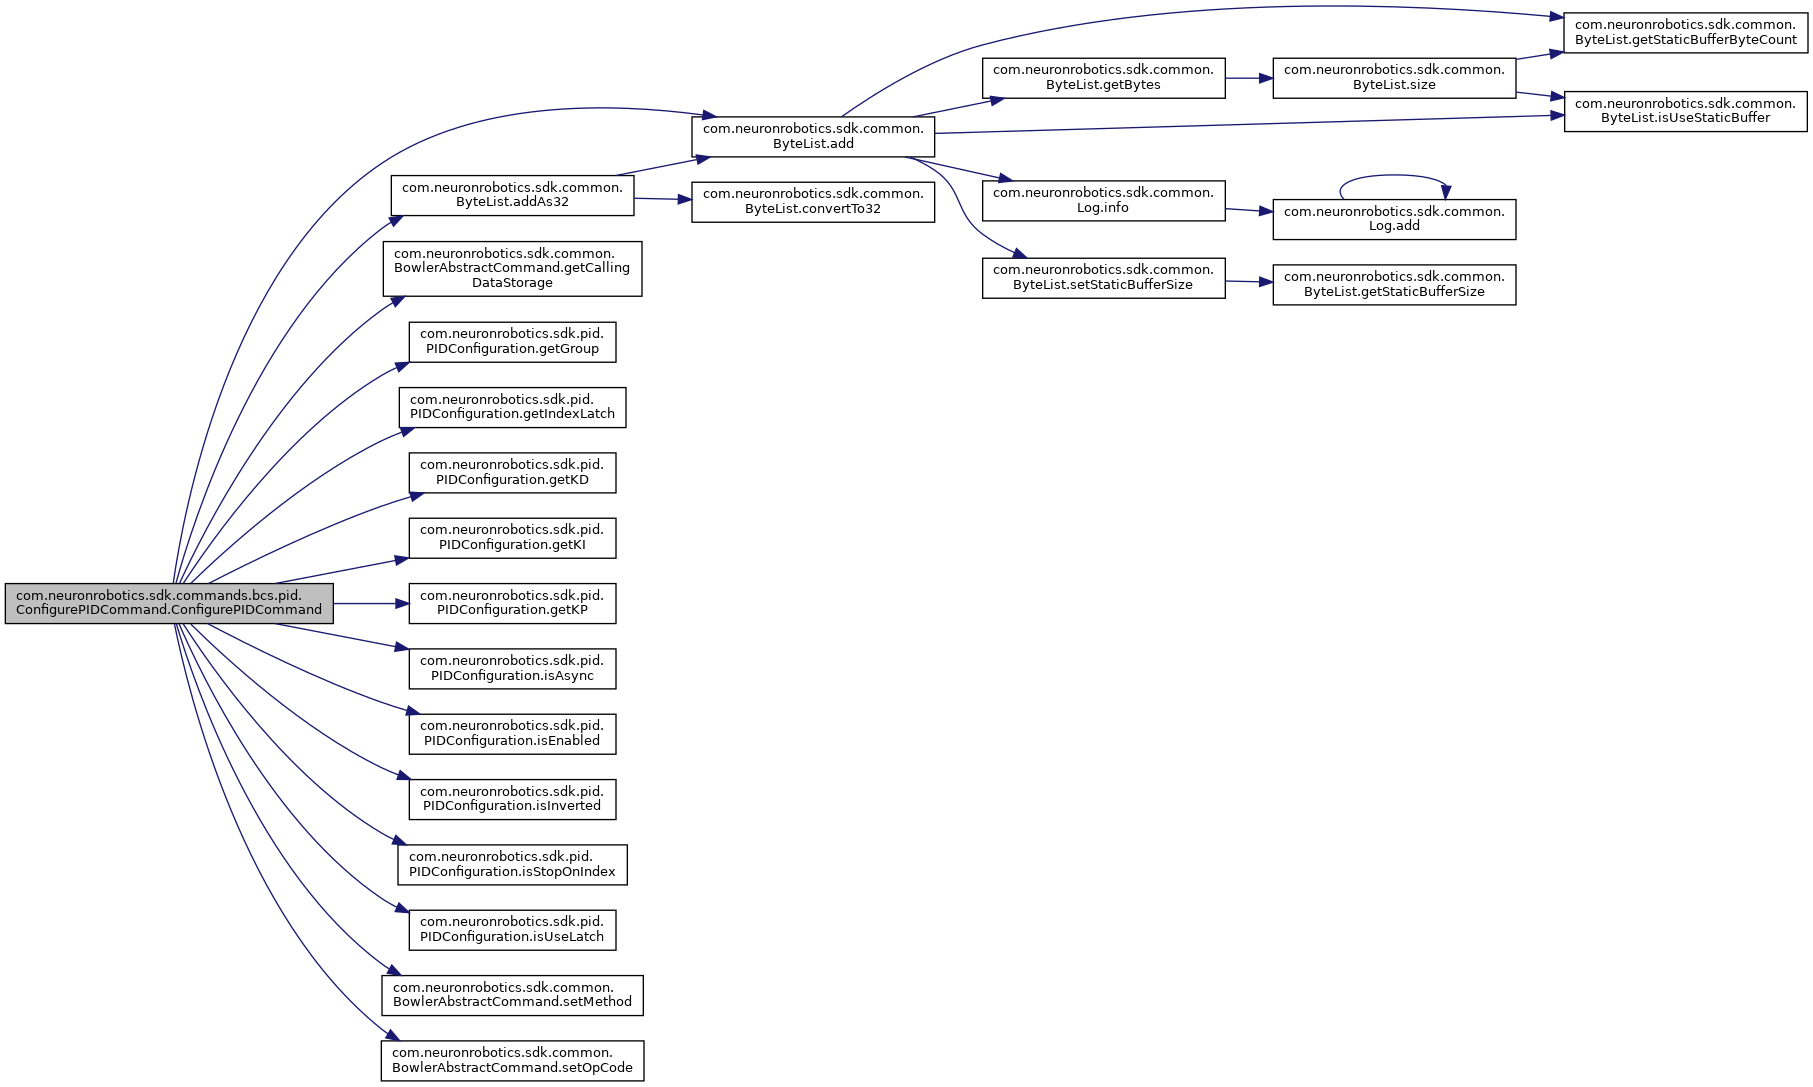 com.neuronrobotics.sdk.commands.bcs.pid.
ConfigurePIDCommand.ConfigurePIDCommand
com.neuronrobotics.sdk.common.
ByteList.addAs32
com.neuronrobotics.sdk.common.
BowlerAbstractCommand.getCalling
DataStorage
com.neuronrobotics.sdk.pid.
PIDConfiguration.getGroup
com.neuronrobotics.sdk.pid.
PIDConfiguration.getIndexLatch
com.neuronrobotics.sdk.pid.
PIDConfiguration.getKD
com.neuronrobotics.sdk.pid.
PIDConfiguration.getKI
com.neuronrobotics.sdk.pid.
PIDConfiguration.getKP
com.neuronrobotics.sdk.pid.
PIDConfiguration.isAsync
com.neuronrobotics.sdk.pid.
PIDConfiguration.isEnabled
com.neuronrobotics.sdk.pid.
PIDConfiguration.isInverted
com.neuronrobotics.sdk.pid.
PIDConfiguration.isStopOnIndex
com.neuronrobotics.sdk.pid.
PIDConfiguration.isUseLatch
com.neuronrobotics.sdk.common.
BowlerAbstractCommand.setMethod
com.neuronrobotics.sdk.common.
BowlerAbstractCommand.setOpCode
com.neuronrobotics.sdk.common.
ByteList.add
com.neuronrobotics.sdk.common.
ByteList.convertTo32
com.neuronrobotics.sdk.common.
ByteList.getBytes
com.neuronrobotics.sdk.common.
Log.info
com.neuronrobotics.sdk.common.
ByteList.setStaticBufferSize
com.neuronrobotics.sdk.common.
ByteList.size
com.neuronrobotics.sdk.common.
Log.add
com.neuronrobotics.sdk.common.
ByteList.getStaticBufferSize
com.neuronrobotics.sdk.common.
ByteList.getStaticBufferByteCount
com.neuronrobotics.sdk.common.
ByteList.isUseStaticBuffer